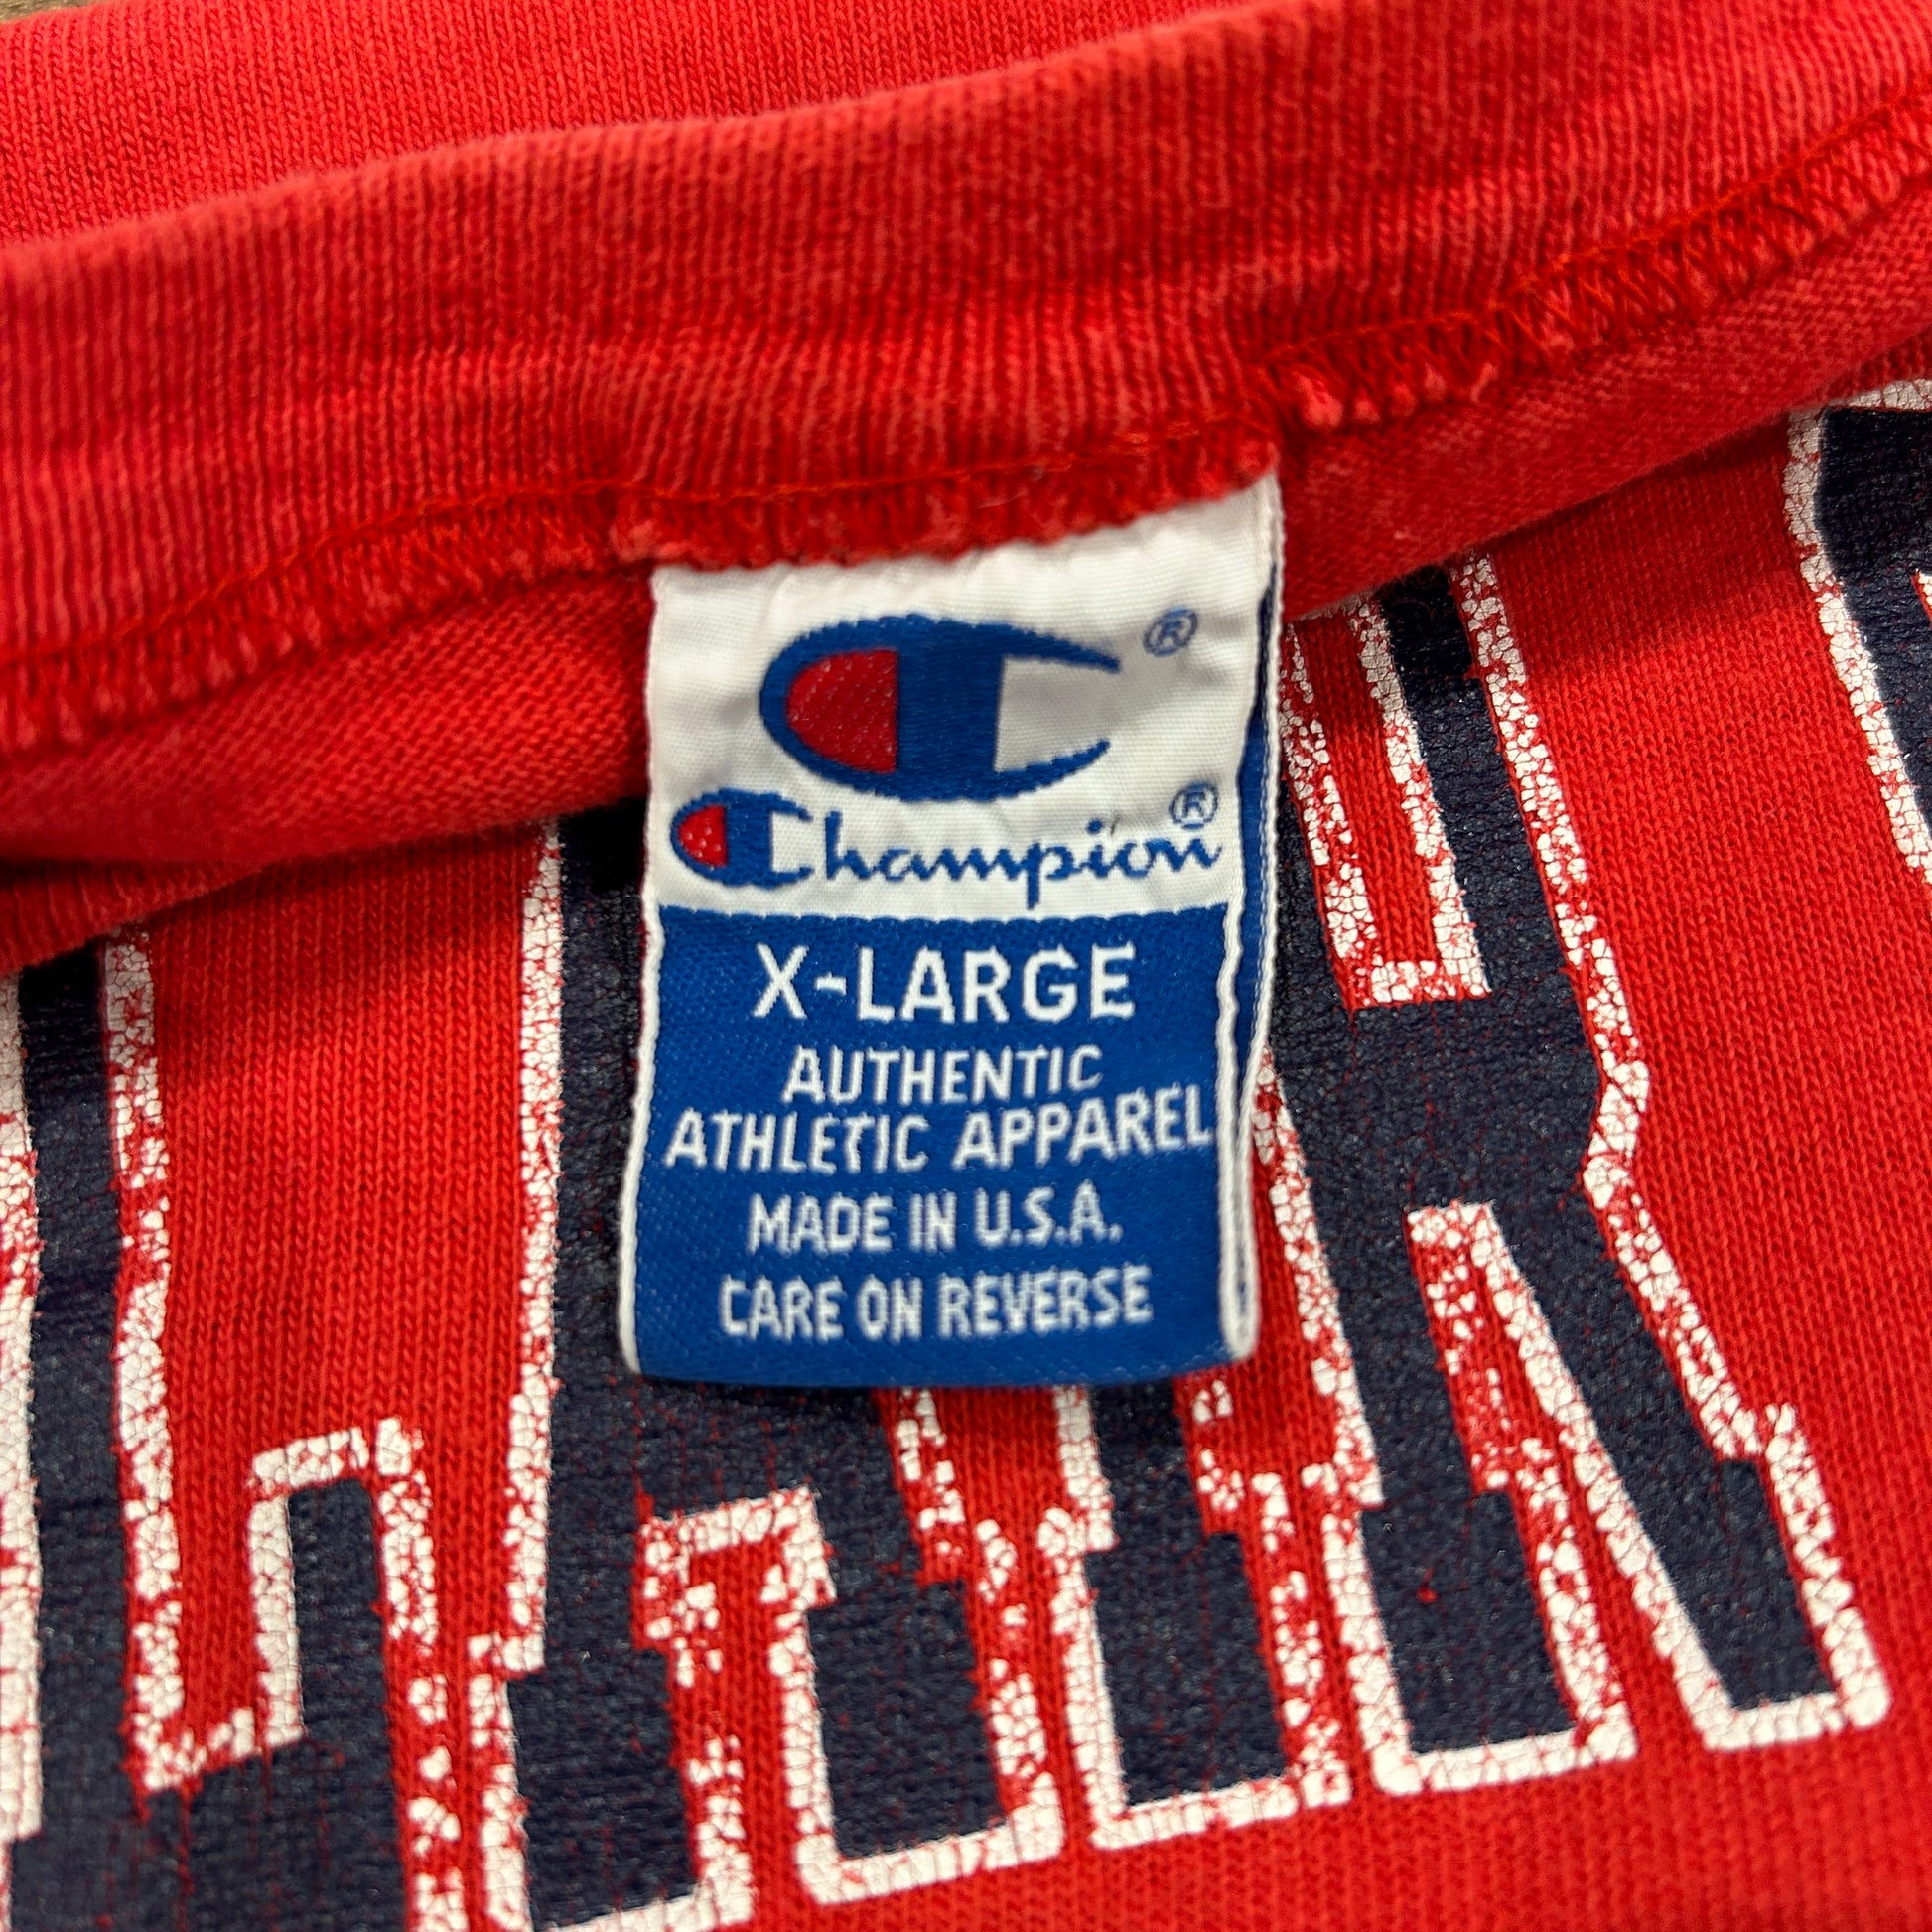 Champion
X-LARGE
AUTHENTIC
ATHLETIC APPAREL
MADE IN U.S.A.
CARE ON REVERSE